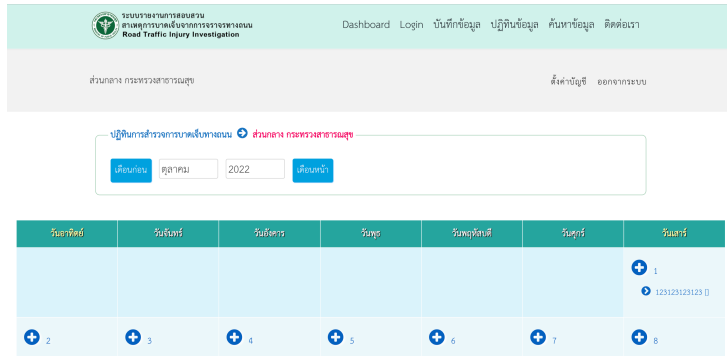 ระบบรายงานการสอบสวน
สาเหตุการบาดเจ็บจากการจราจรทางถนน
Road Traffic Injury Investigation
Dashboard Login บันทึกข้อมูล ปฏิทินข้อมูล ค้นหาข้อมูล ติดต่อเรา
ส่วนกลาง กระทรวงสาธารณสุข
ตั้งค่าบัญชี ออกจากระบบ
ปฏิทินการสำรวจการบาดเจ็บทางถนน ส่วนกลาง กระทรวงสาธารณสุข
เดือนก่อน ตุลาคม 2022 เดือนหน้า
วันอาทิตย์ วันจันทร์ วันอังคาร วันพุธ วันพฤหัสบดี วันศุกร์ วันเสาร์
1
123123123123
2 3 4 5 6 7 8